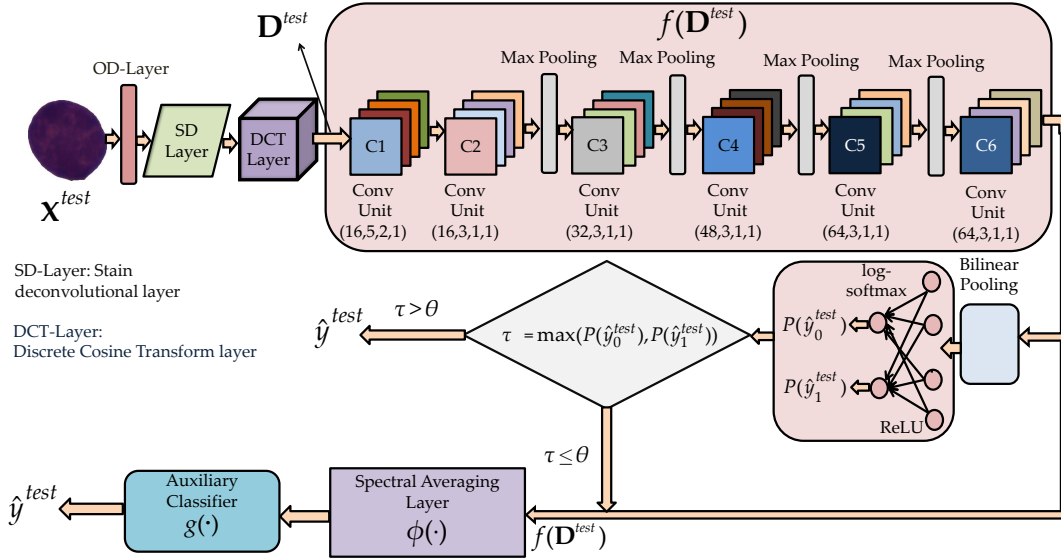 D^test
f(D^test)
OD-Layer
Max Pooling
Max Pooling
Max Pooling
Max Pooling
SD
Layer
DCT
Layer
C1
C2
C3
C4
C5
C6
X^test
Conv
Unit
(16,5,2,1)
Conv
Unit
(16,3,1,1)
Conv
Unit
(32,3,1,1)
Conv
Unit
(48,3,1,1)
Conv
Unit
(64,3,1,1)
Conv
Unit
(64,3,1,1)
SD-Layer: Stain
deconvolutional layer
DCT-Layer:
Discrete Cosine Transform layer
ŷ^test
τ > θ
τ = max(P(ŷ_0^test), P(ŷ_1^test))
log-
softmax
P(ŷ_0^test)
P(ŷ_1^test)
ReLU
Bilinear
Pooling
τ ≤ θ
ŷ^test
Auxiliary
Classifier
g(·)
Spectral Averaging
Layer
ϕ(·)
f(D^test)